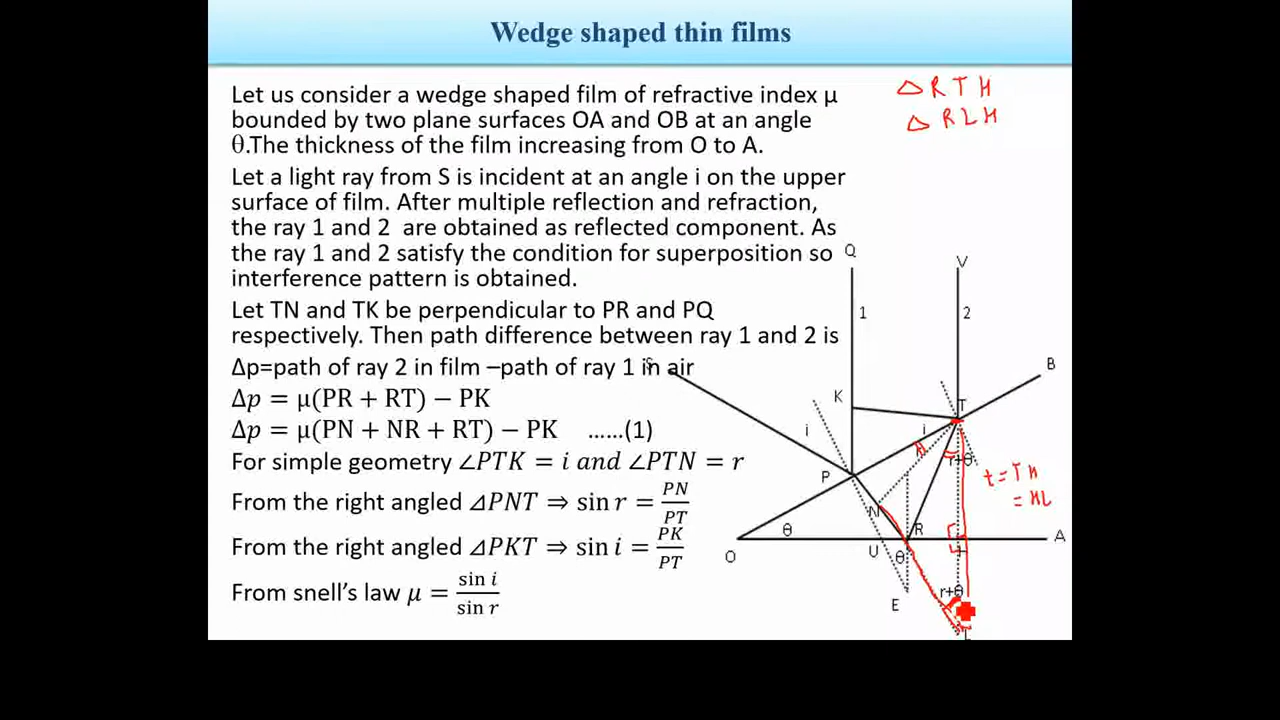 Wedge shaped thin films
Let us consider a wedge shaped film of refractive index μ
bounded by two plane surfaces OA and OB at an angle
θ.The thickness of the film increasing from O to A.
Let a light ray from S is incident at an angle i on the upper
surface of film. After multiple reflection and refraction,
the ray 1 and 2 are obtained as reflected component. As
the ray 1 and 2 satisfy the condition for superposition so
interference pattern is obtained.
Let TN and TK be perpendicular to PR and PQ
respectively. Then path difference between ray 1 and 2 is
Δp=path of ray 2 in film –path of ray 1 in air
Δp = μ(PR + RT) − PK
Δp = μ(PN + NR + RT) − PK ……(1)
For simple geometry ∠PTK = i and ∠PTN = r
From the right angled ⊿PNT ⇒ sin r = PN/PT
From the right angled ⊿PKT ⇒ sin i = PK/PT
From snell’s law μ = sin i/sin r
△ R T H
△ R L H
Q
V
1
2
S
B
K
T
i
i
P
r+θ
t = TH
= HL
N
R
θ
O
U
A
θ
E
r+θ
L